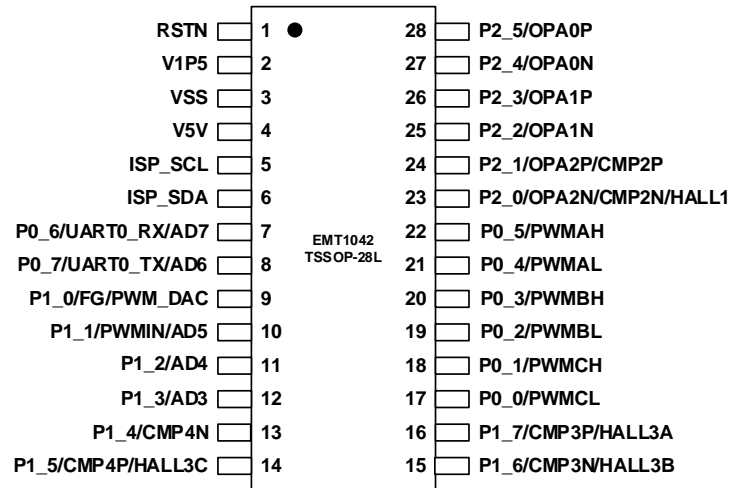 RSTN 1 28 P2_5/OPA0P
V1P5 2 27 P2_4/OPA0N
VSS 3 26 P2_3/OPA1P
V5V 4 25 P2_2/OPA1N
ISP_SCL 5 24 P2_1/OPA2P/CMP2P
ISP_SDA 6 23 P2_0/OPA2N/CMP2N/HALL1
P0_6/UART0_RX/AD7 7 22 P0_5/PWMAH
EMT1042
TSSOP-28L
P0_7/UART0_TX/AD6 8 21 P0_4/PWMAL
P1_0/FG/PWM_DAC 9 20 P0_3/PWMBH
P1_1/PWMIN/AD5 10 19 P0_2/PWMBL
P1_2/AD4 11 18 P0_1/PWMCH
P1_3/AD3 12 17 P0_0/PWMCL
P1_4/CMP4N 13 16 P1_7/CMP3P/HALL3A
P1_5/CMP4P/HALL3C 14 15 P1_6/CMP3N/HALL3B